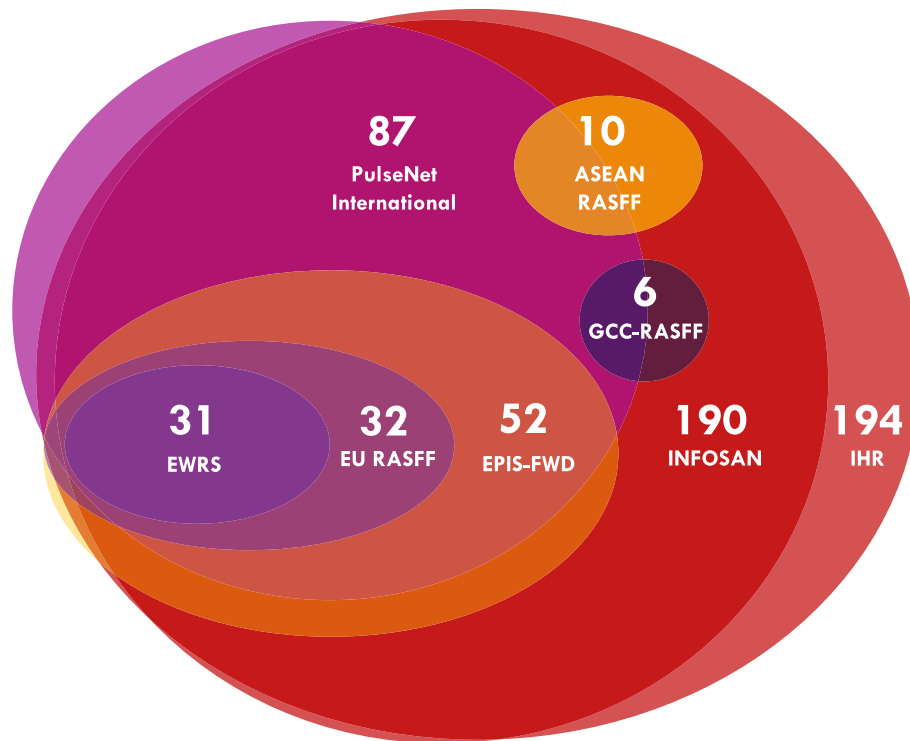 87
PulseNet
International
10
ASEAN
RASFF
6
GCC-RASFF
31
EWRS
32
EU RASFF
52
EPIS-FWD
190
INFOSAN
194
IHR